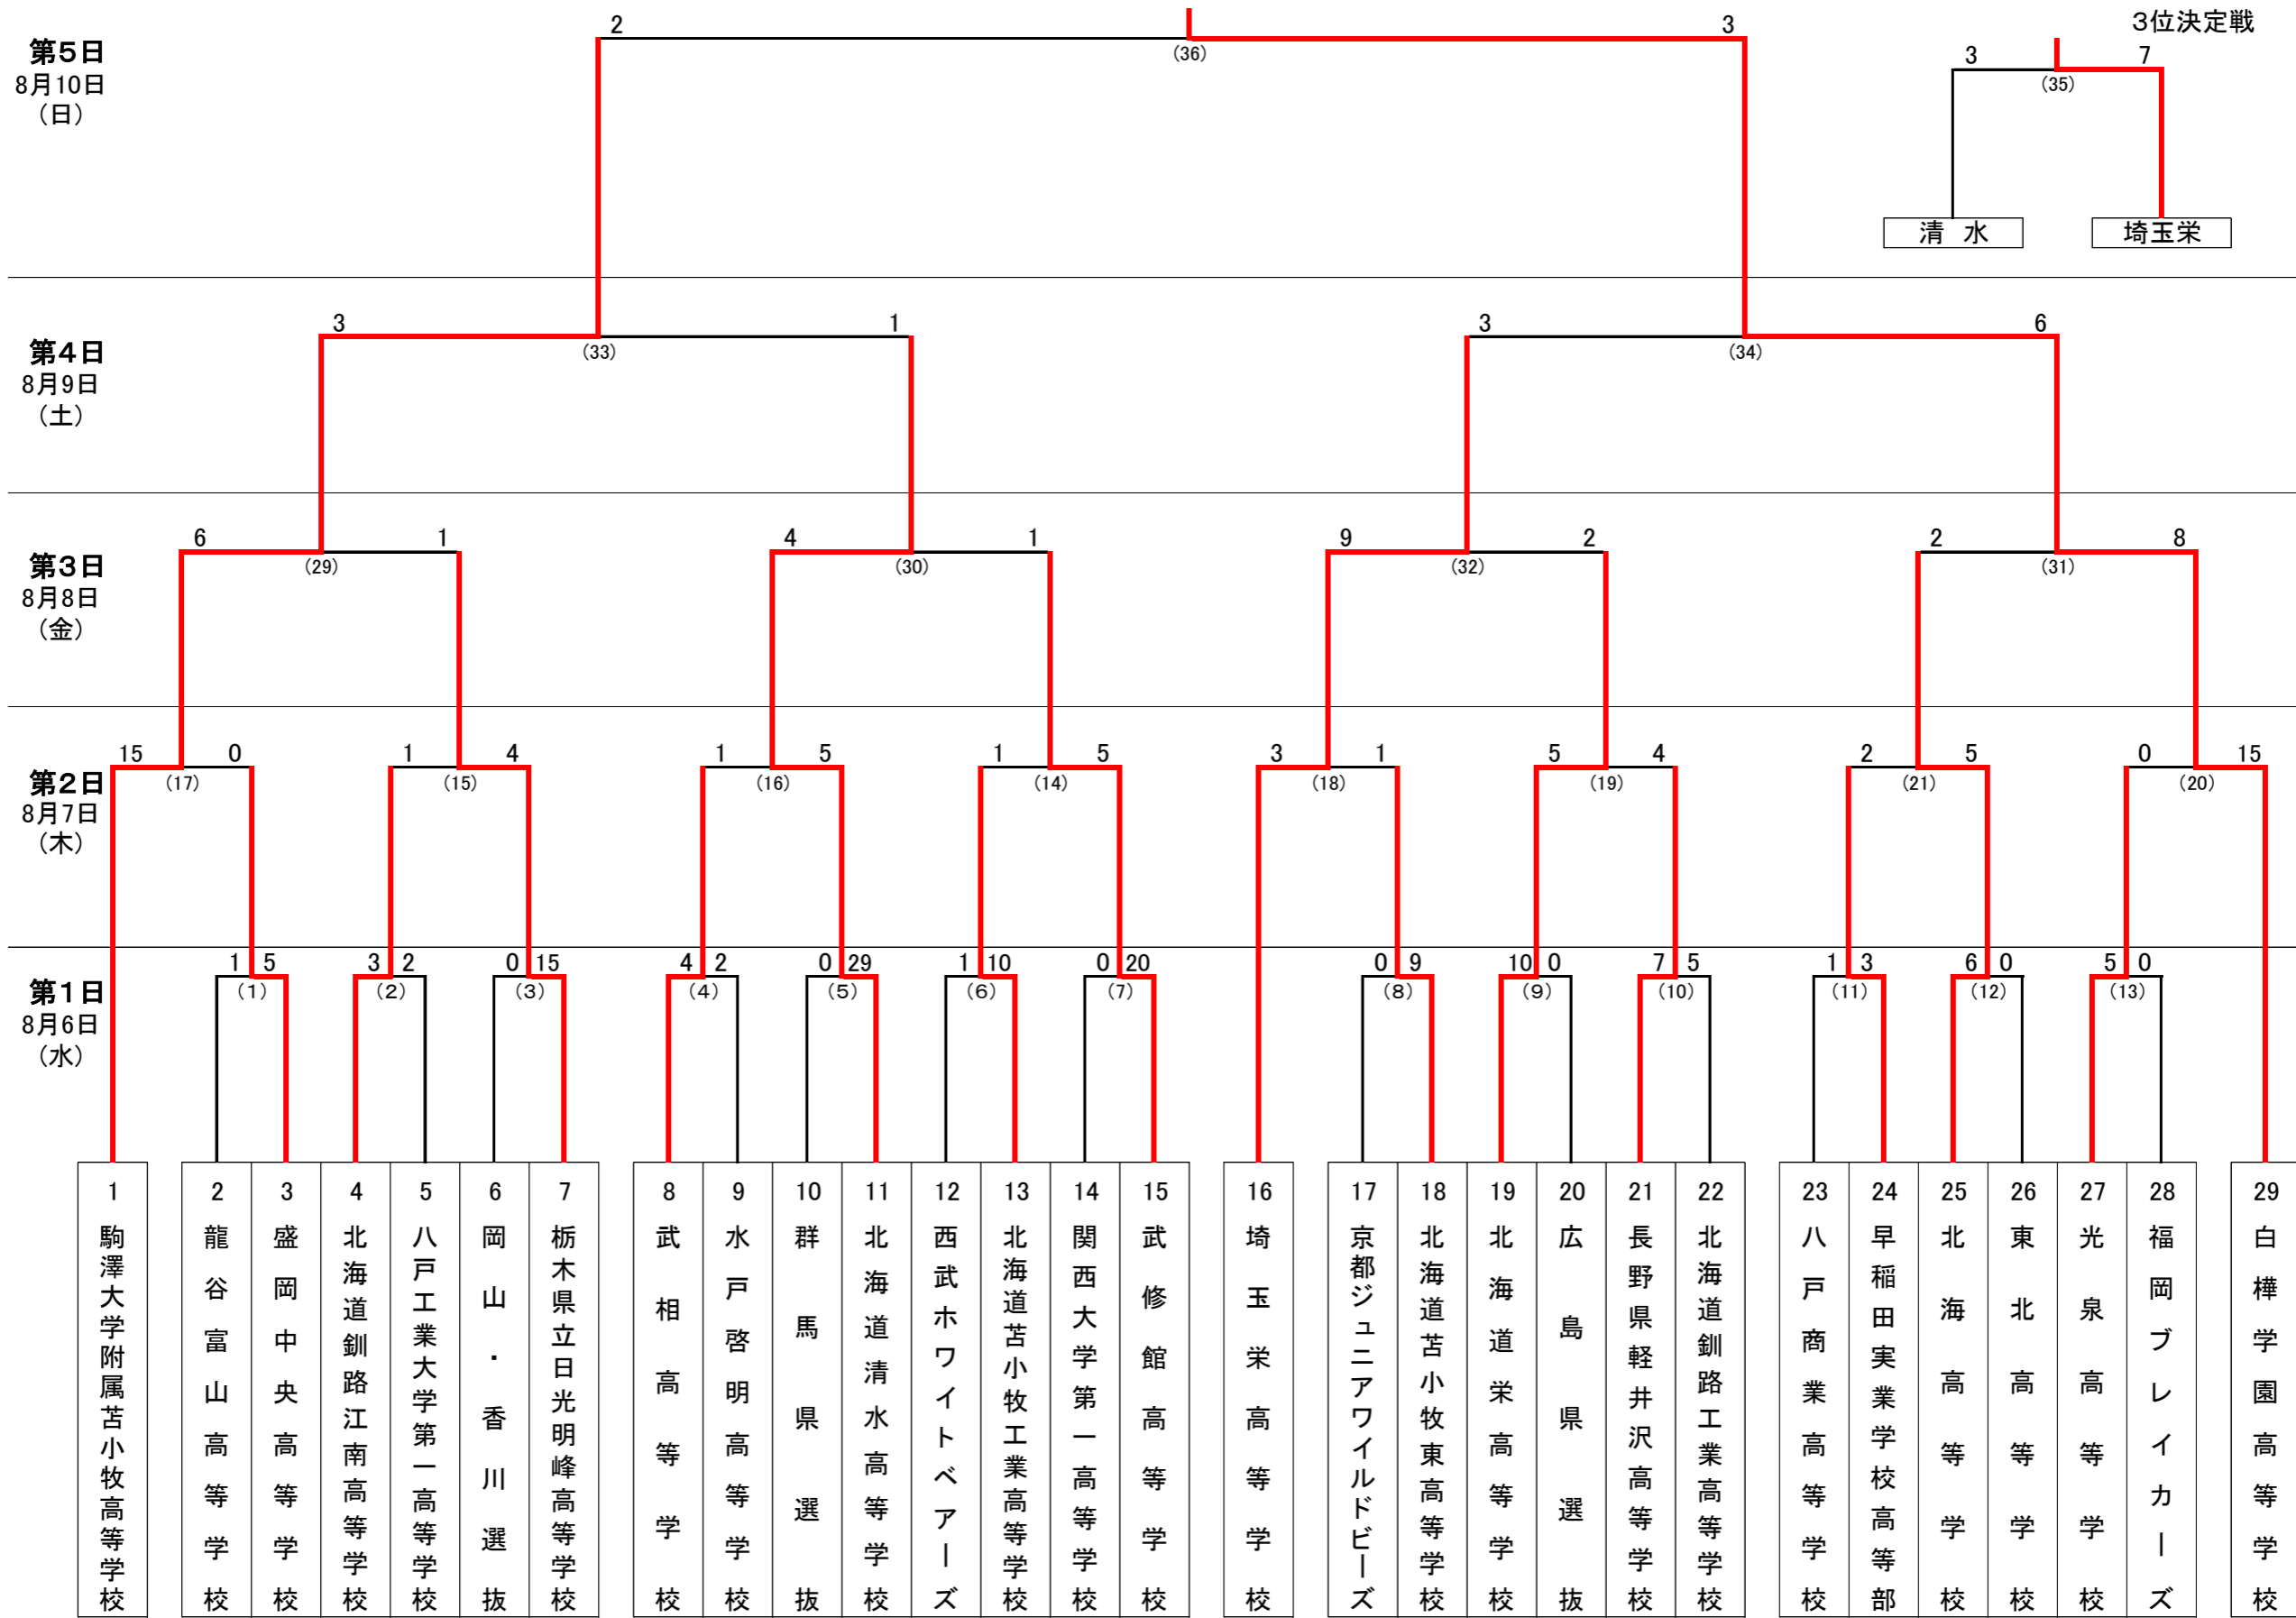 3位決定戦
2 3
第5日
8月10日
（日）
(36)
3 7
(35)
清 水
埼玉栄
3 1 3 6
第4日
8月9日
（土）
(33) (34)
6 1 4 1 9 2 2 8
第3日
8月8日
（金）
(29) (30) (32) (31)
15 0 1 4 1 5 1 5 3 1 5 4 2 5 0 15
第2日
8月7日
（木）
(17) (15) (16) (14) (18) (19) (21) (20)
1 5 3 2 0 15 4 2 0 29 1 10 0 20 0 9 10 0 7 5 1 3 6 0 5 0
第1日
8月6日
（水）
(1) (2) (3) (4) (5) (6) (7) (8) (9) (10) (11) (12) (13)
1 駒澤大学附属苫小牧高等学校
2 龍谷富山高等学校
3 盛岡中央高等学校
4 北海道釧路江南高等学校
5 八戸工業大学第一高等学校
6 岡山・香川選抜
7 栃木県立日光明峰高等学校
8 武相高等学校
9 水戸啓明高等学校
10 群馬県選抜
11 北海道清水高等学校
12 西武ホワイトベアーズ
13 北海道苫小牧工業高等学校
14 関西大学第一高等学校
15 武修館高等学校
16 埼玉栄高等学校
17 京都ジュニアワイルドビーズ
18 北海道苫小牧東高等学校
19 北海道栄高等学校
20 広島県選抜
21 長野県軽井沢高等学校
22 北海道釧路工業高等学校
23 八戸商業高等学校
24 早稲田実業学校高等部
25 北海高等学校
26 東北高等学校
27 光泉高等学校
28 福岡ブレイカーズ
29 白樺学園高等学校